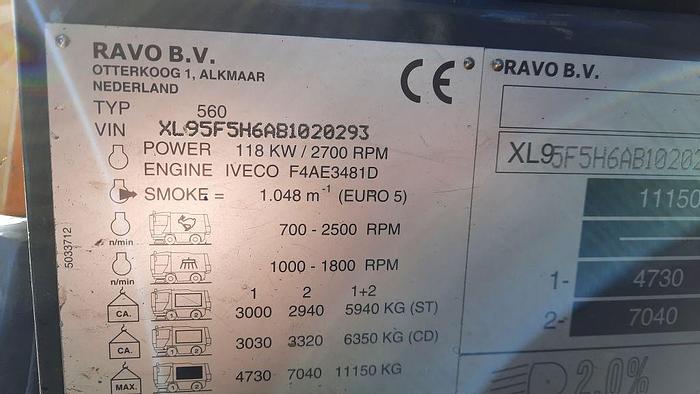 RAVO B.V.
OTTERKOOG 1, ALKMAAR
NEDERLAND
TYP 560
VIN XL95F5H6AB1020293
POWER 118 KW / 2700 RPM
ENGINE IVECO F4AE3481D
SMOKE = 1.048 m-1 (EURO 5)
n/min 700 - 2500 RPM
n/min 1000 - 1800 RPM
1 2 1+2
CA. 3000 2940 5940 KG (ST)
CA. 3030 3320 6350 KG (CD)
MAX. 4730 7040 11150 KG
5033712
CE
RAVO B.V.
XL95F5H6AB102029
11150
1- 4730
2- 7040
2.0%